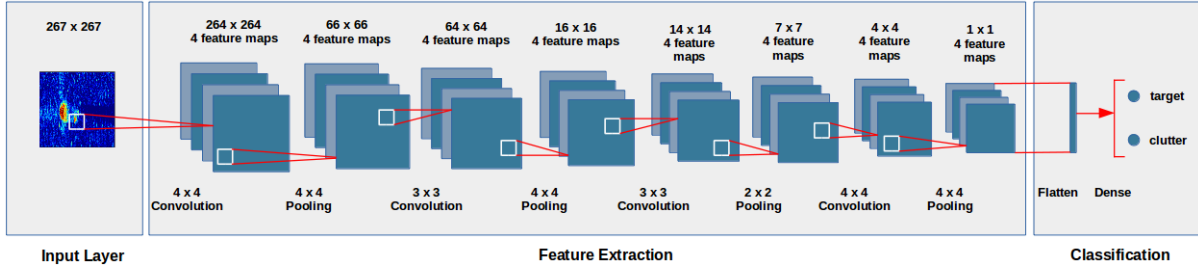 267 x 267
264 x 264
4 feature maps
66 x 66
4 feature maps
64 x 64
4 feature maps
16 x 16
4 feature maps
14 x 14
4 feature
maps
7 x 7
4 feature
maps
4 x 4
4 feature
maps
1 x 1
4 feature
maps
target
clutter
4 x 4
Convolution
4 x 4
Pooling
3 x 3
Convolution
4 x 4
Pooling
3 x 3
Convolution
2 x 2
Pooling
4 x 4
Convolution
4 x 4
Pooling
Flatten
Dense
Input Layer
Feature Extraction
Classification